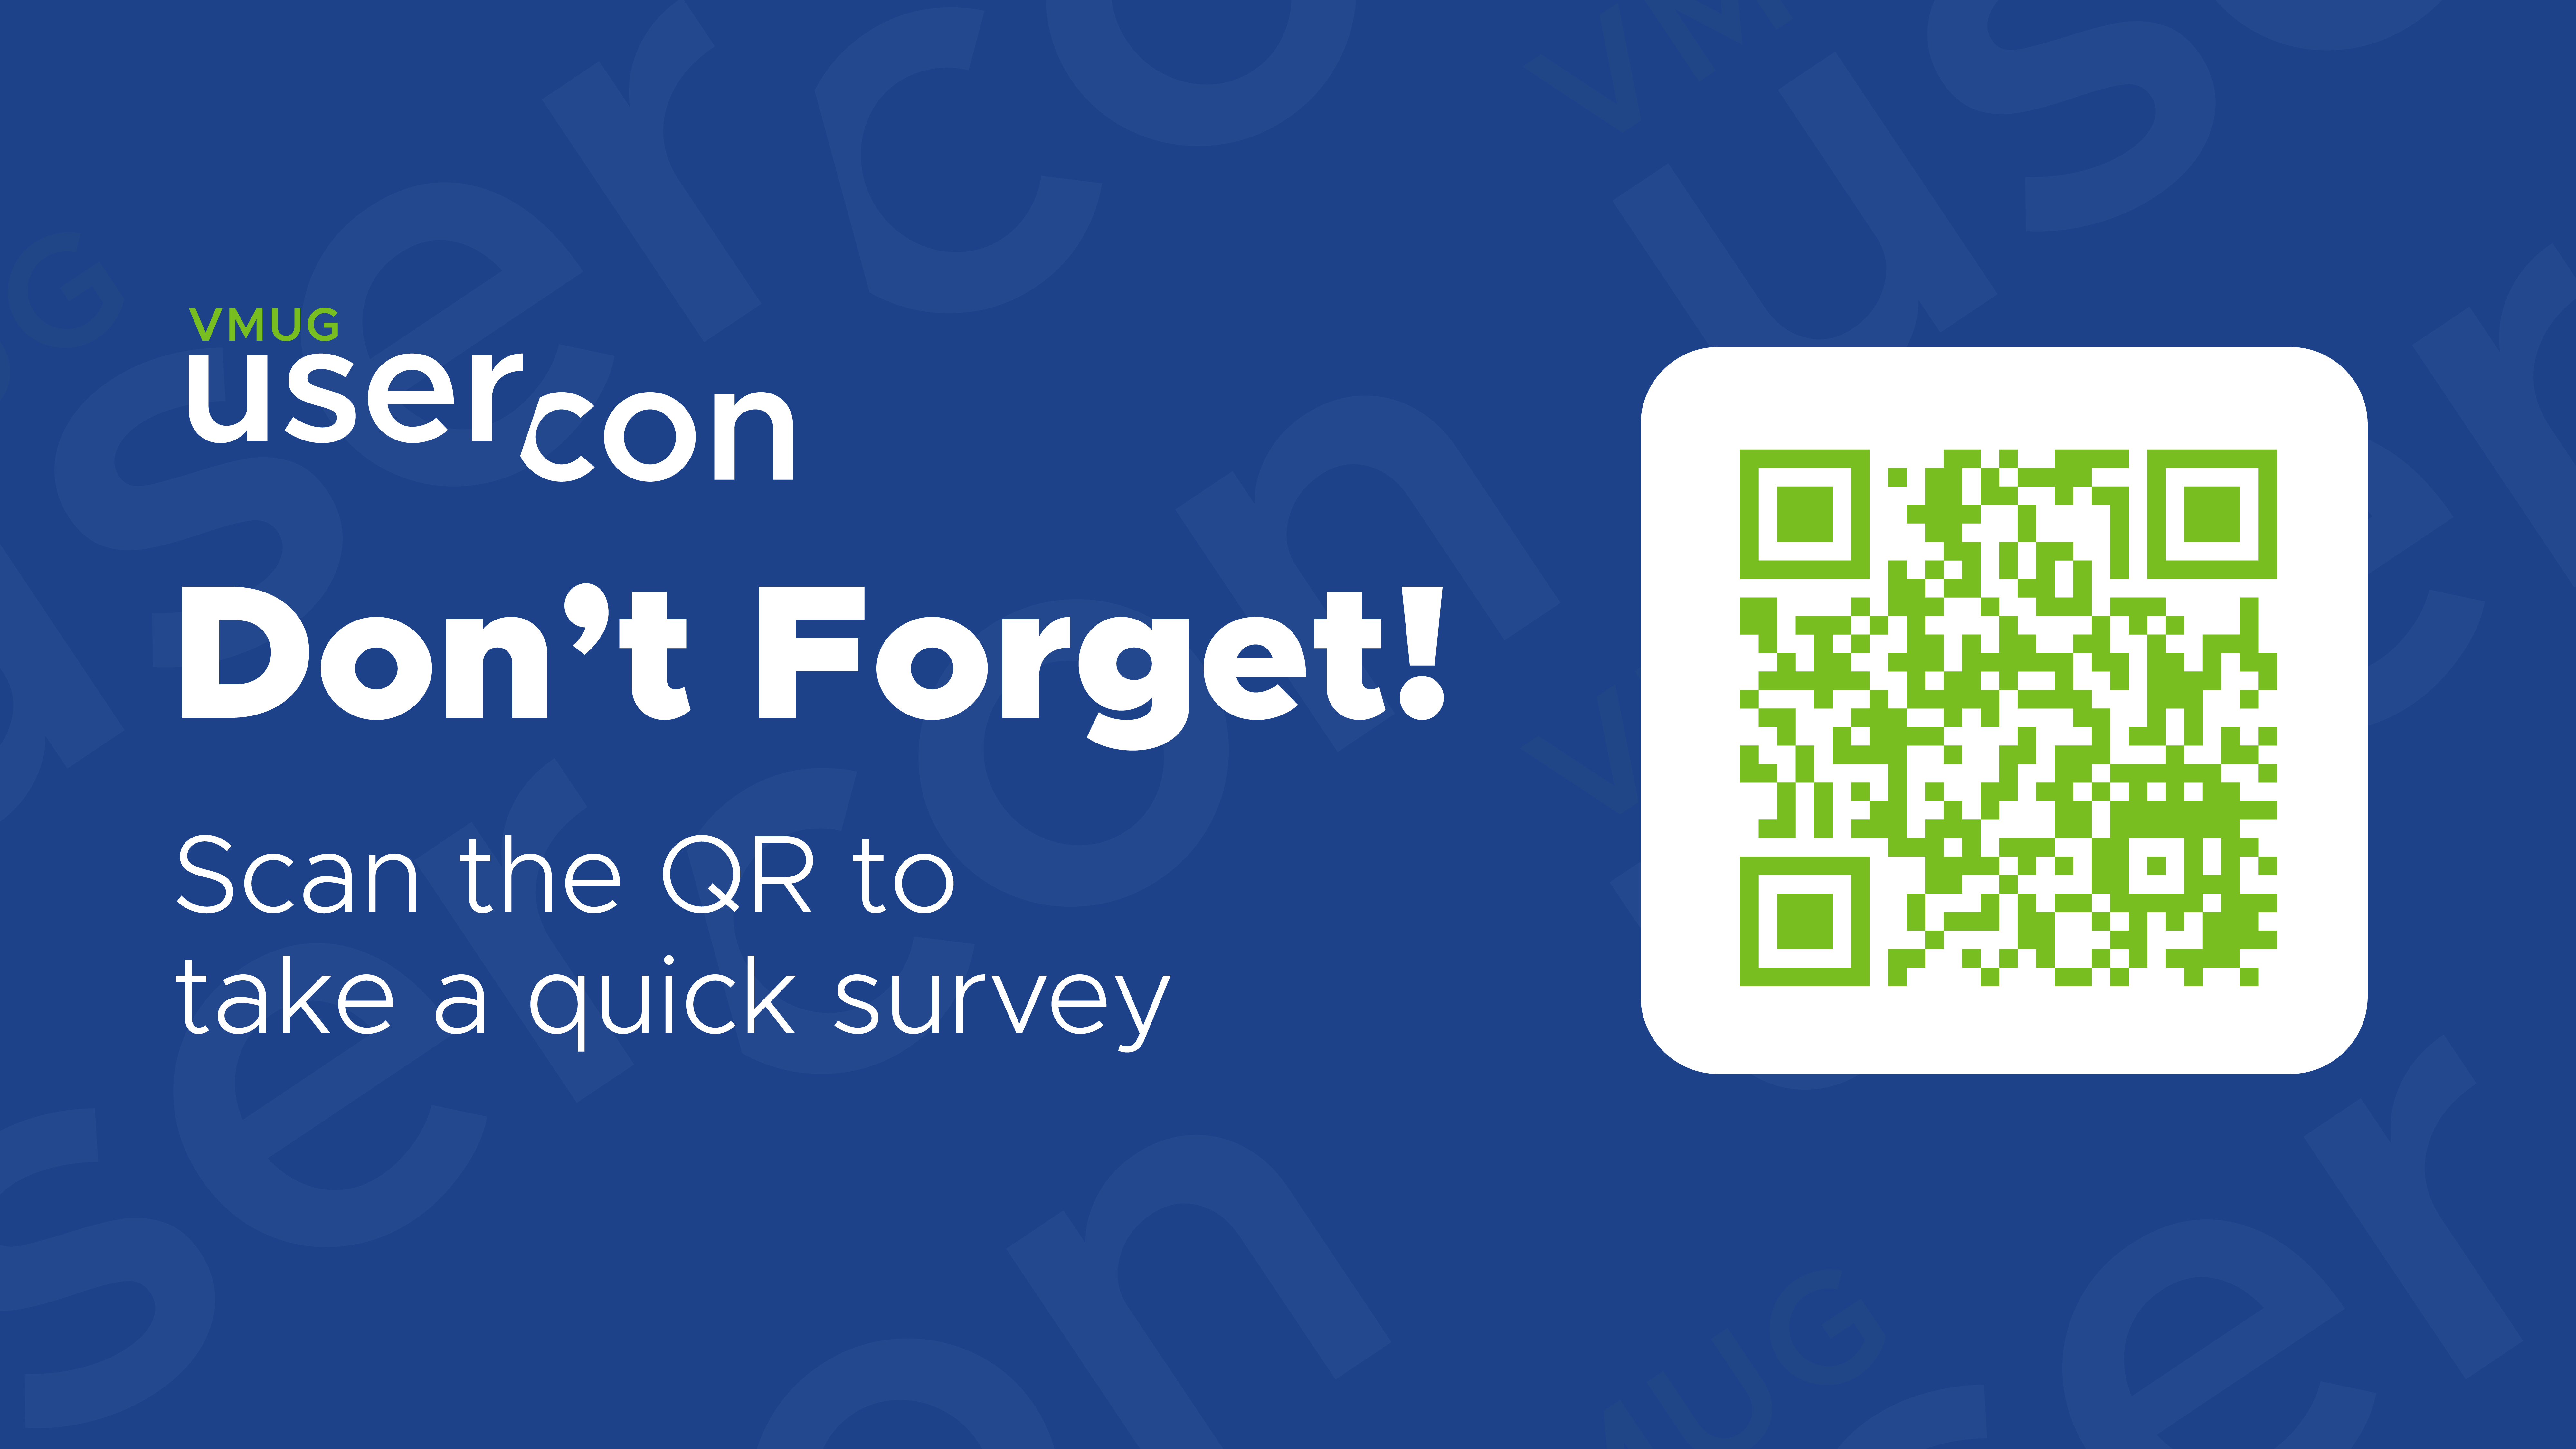 VMUG
usercon
Don’t Forget!
Scan the QR to
take a quick survey